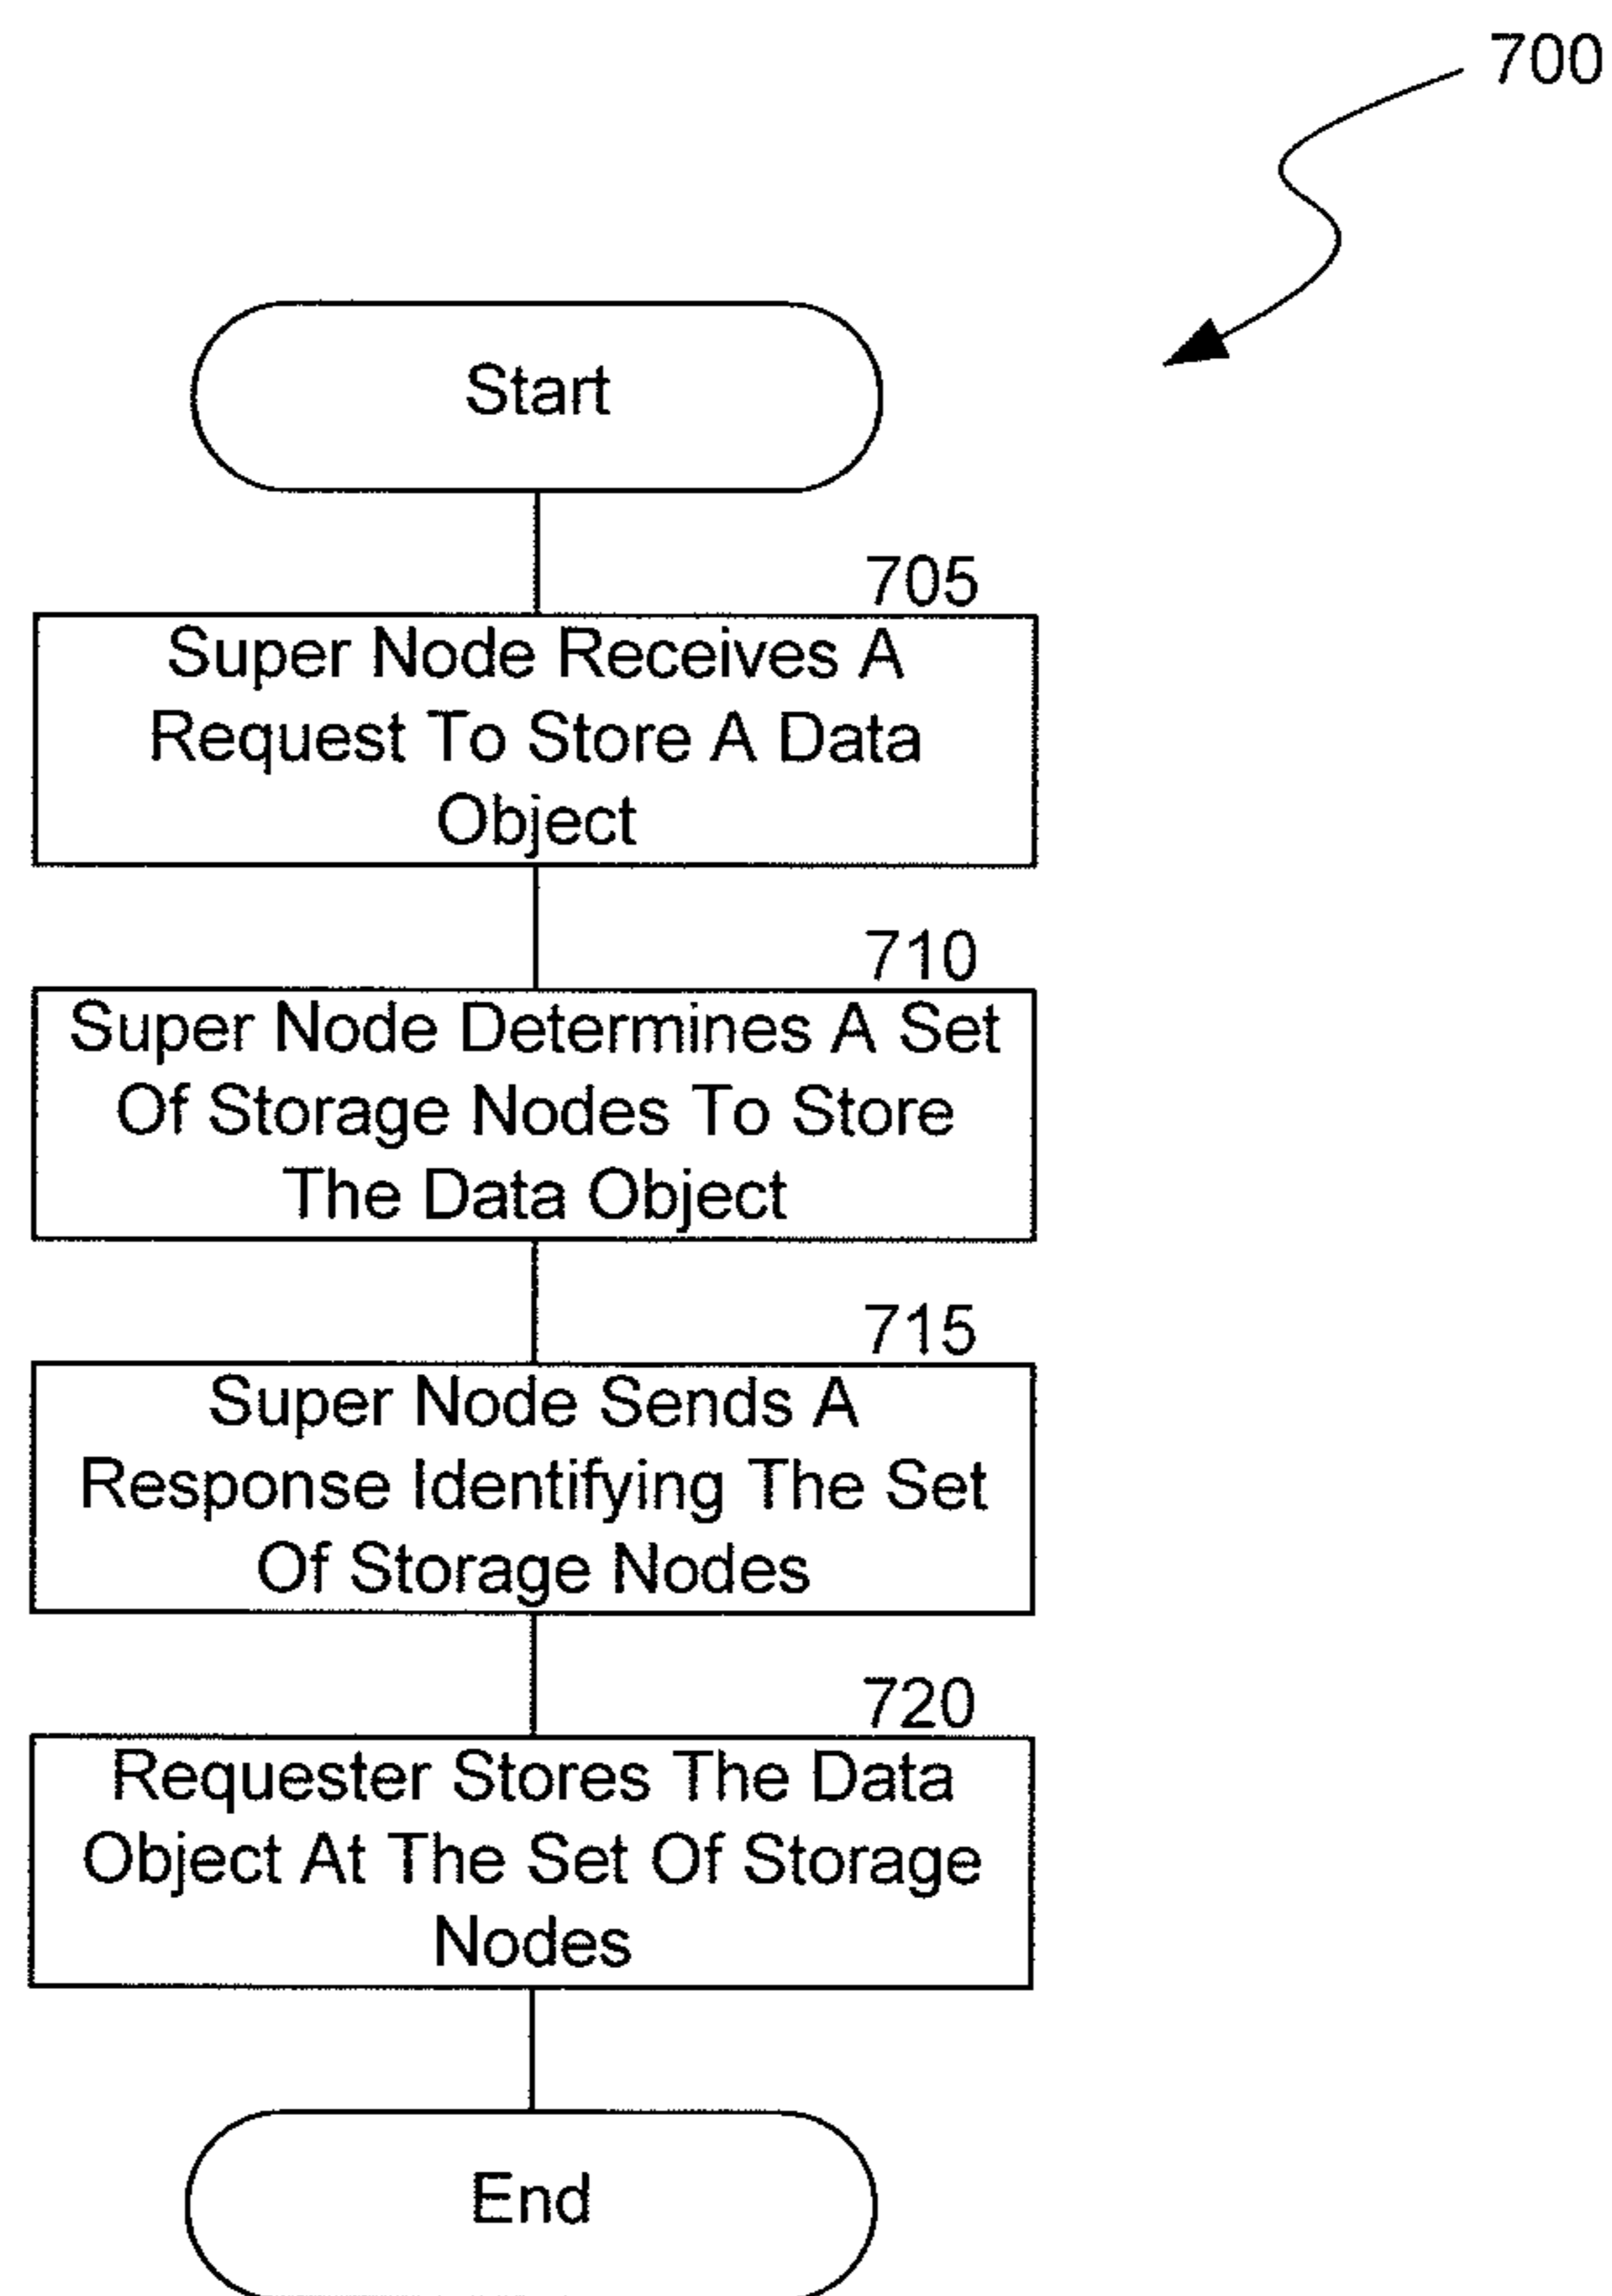 700
Start
705
Super Node Receives A
Request To Store A Data
Object
710
Super Node Determines A Set
Of Storage Nodes To Store
The Data Object
715
Super Node Sends A
Response Identifying The Set
Of Storage Nodes
720
Requester Stores The Data
Object At The Set Of Storage
Nodes
End